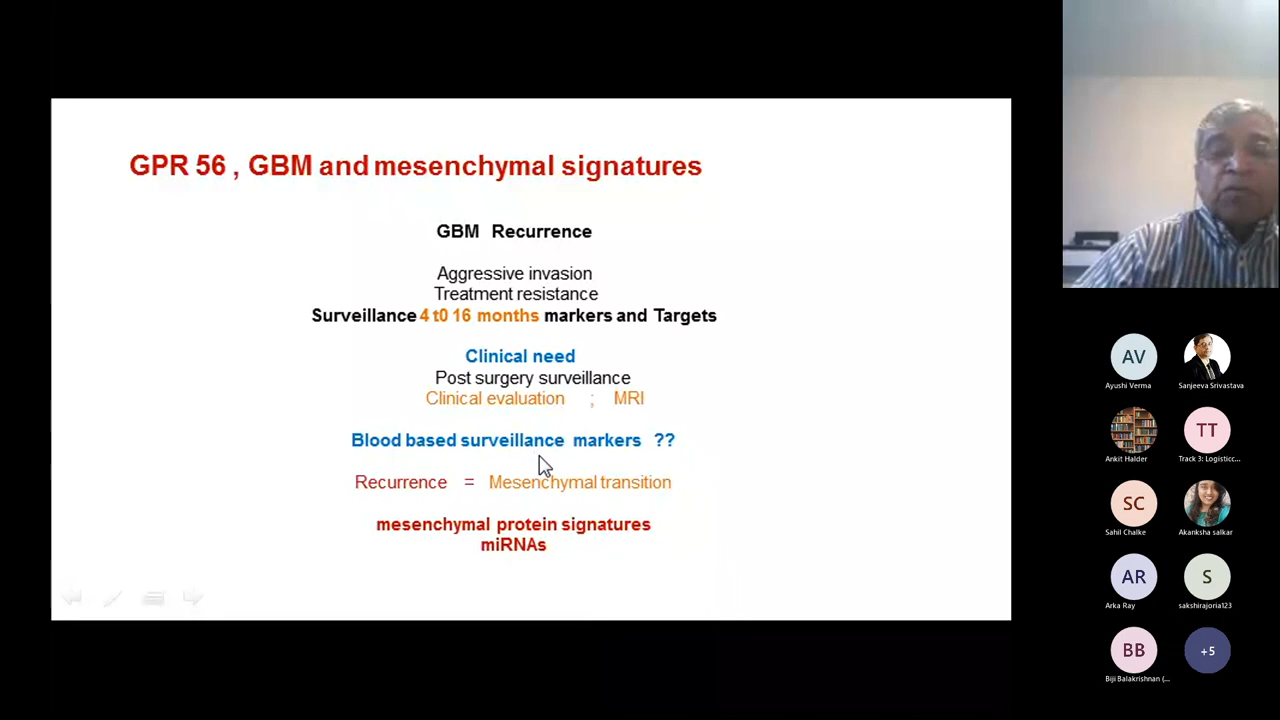 GPR 56 , GBM and mesenchymal signatures
GBM Recurrence
Aggressive invasion
Treatment resistance
Surveillance 4 t0 16 months markers and Targets
Clinical need
Post surgery surveillance
Clinical evaluation ; MRI
Blood based surveillance markers ??
Recurrence = Mesenchymal transition
mesenchymal protein signatures
miRNAs
AV
Ayushi Verma
Sanjeeva Srivastava
Ankit Halder
TT
Track 3: Logisticc...
SC
Sahil Chalke
Akanksha salkar
AR
Arka Ray
S
sakshirajoria123
BB
Biji Balakrishnan (...
+5